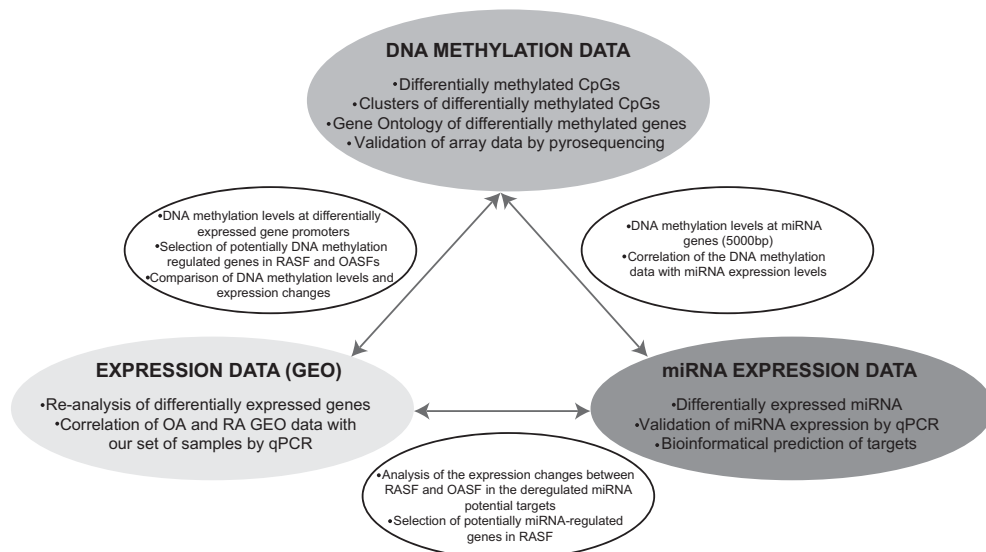 DNA METHYLATION DATA
•Differentially methylated CpGs
•Clusters of differentially methylated CpGs
•Gene Ontology of differentially methylated genes
•Validation of array data by pyrosequencing
•DNA methylation levels at differentially
expressed gene promoters
•Selection of potentially DNA methylation
regulated genes in RASF and OASFs
•Comparison of DNA methylation levels and
expression changes
•DNA methylation levels at miRNA
genes (5000bp)
•Correlation of the DNA methylation
data with miRNA expression levels
EXPRESSION DATA (GEO)
•Re-analysis of differentially expressed genes
•Correlation of OA and RA GEO data with
our set of samples by qPCR
miRNA EXPRESSION DATA
•Differentially expressed miRNA
•Validation of miRNA expression by qPCR
•Bioinformatical prediction of targets
•Analysis of the expression changes between
RASF and OASF in the deregulated miRNA
potential targets
•Selection of potentially miRNA-regulated
genes in RASF